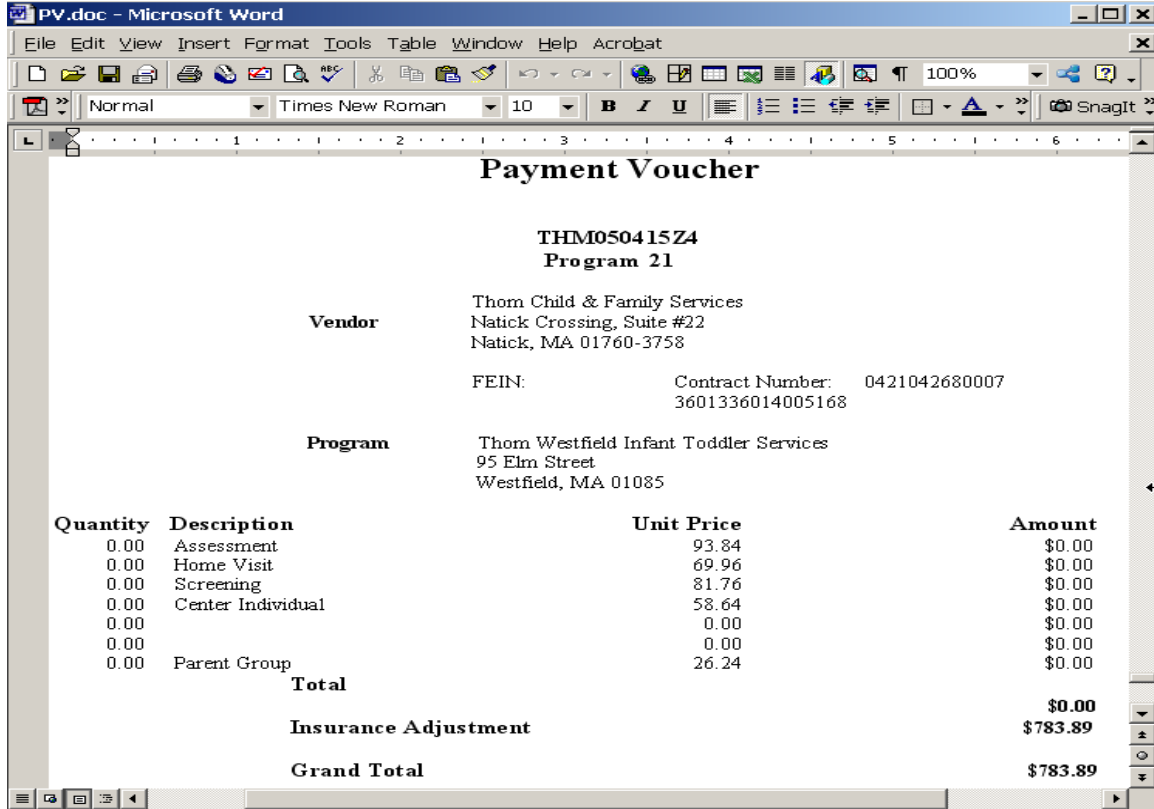 PV.doc - Microsoft Word
File Edit View Insert Format Tools Table Window Help Acrobat
100%
Normal Times New Roman 10 B I U A SnagIt
1 2 3 4 5 6
Payment Voucher
THM050415Z4
Program 21
Thom Child & Family Services
Vendor Natick Crossing, Suite #22
Natick, MA 01760-3758
FEIN: Contract Number: 0421042680007
3601336014005168
Program Thom Westfield Infant Toddler Services
95 Elm Street
Westfield, MA 01085
Quantity Description Unit Price Amount
0.00 Assessment 93.84 $0.00
0.00 Home Visit 69.96 $0.00
0.00 Screening 81.76 $0.00
0.00 Center Individual 58.64 $0.00
0.00 0.00 $0.00
0.00 0.00 $0.00
0.00 Parent Group 26.24 $0.00
Total
$0.00
Insurance Adjustment $783.89
Grand Total $783.89